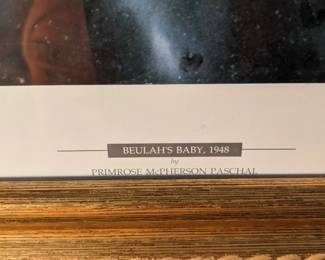 BEULAH'S BABY, 1948
by
PRIMROSE McPHERSON PASCHAL